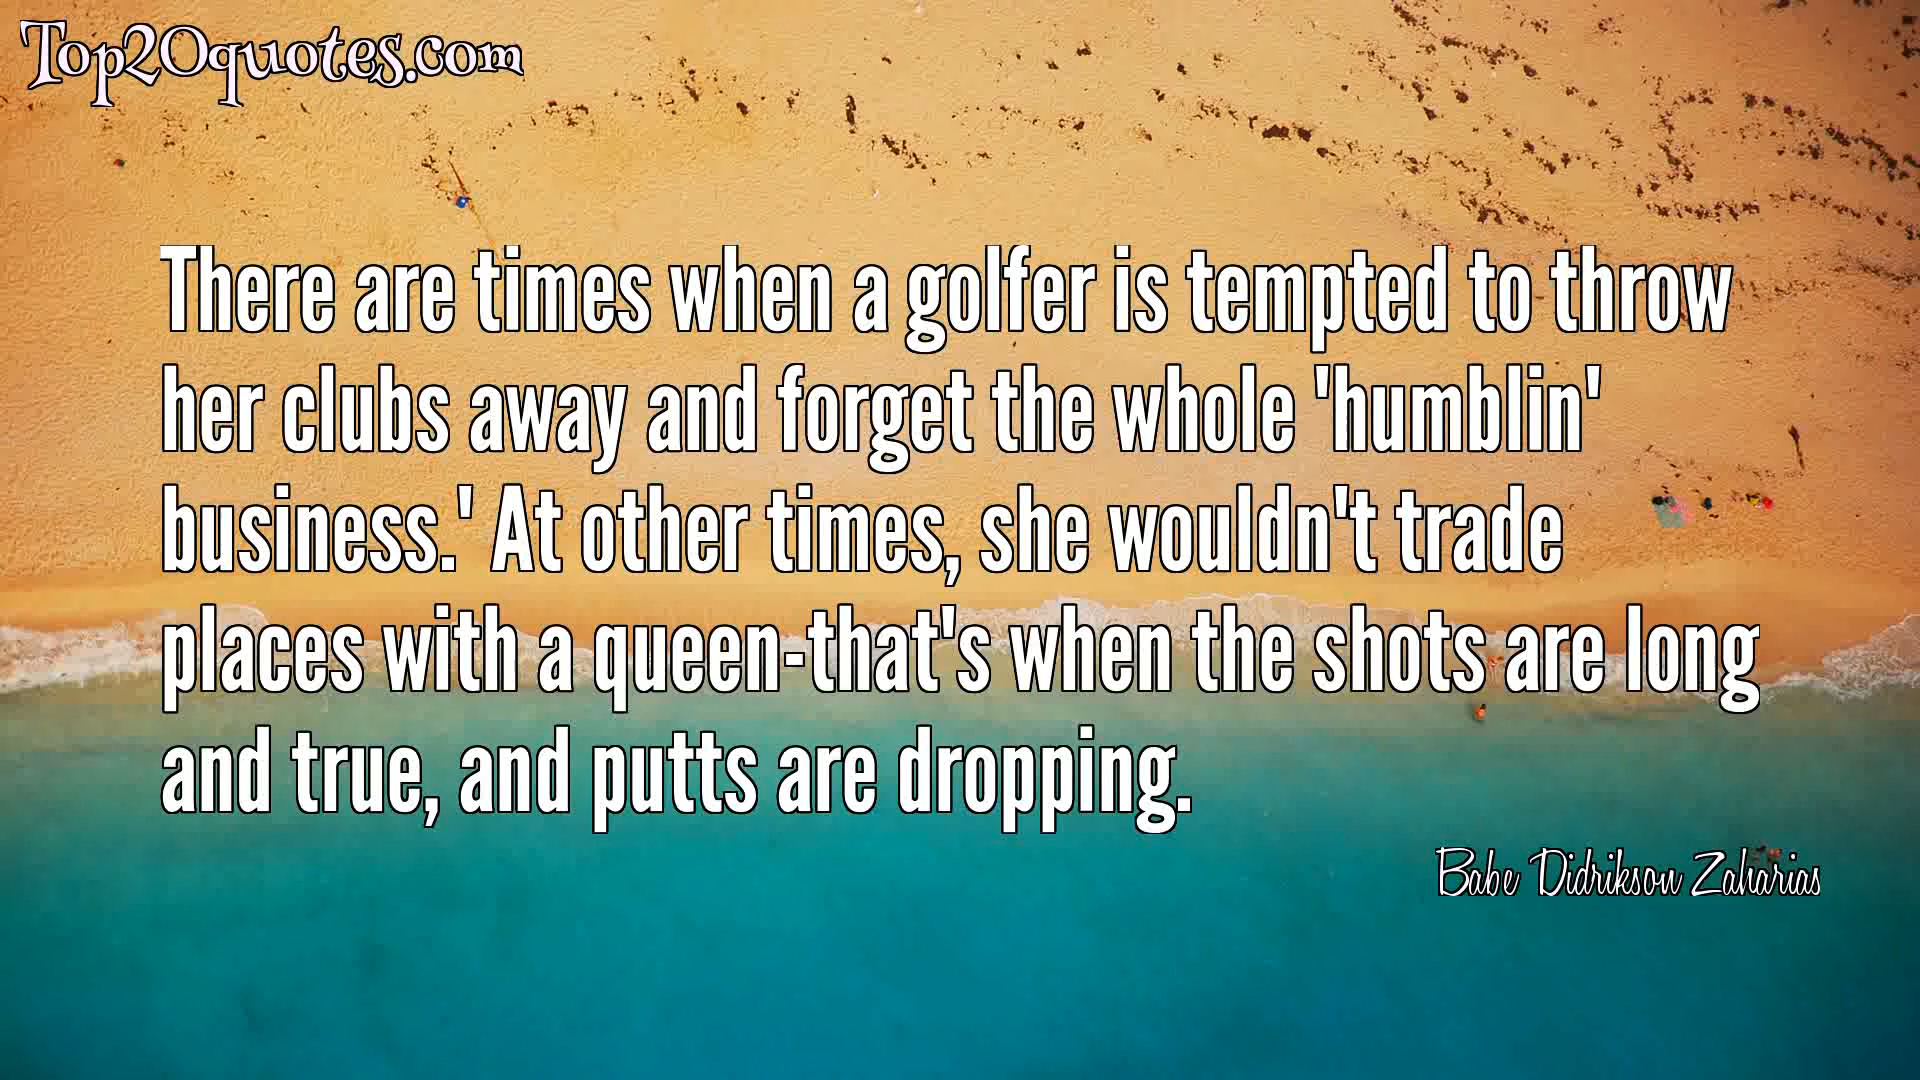 Top20quotes.com
There are times when a golfer is tempted to throw
her clubs away and forget the whole 'humblin'
business.' At other times, she wouldn't trade
places with a queen-that's when the shots are long
and true, and putts are dropping.
Babe Didrikson Zaharias